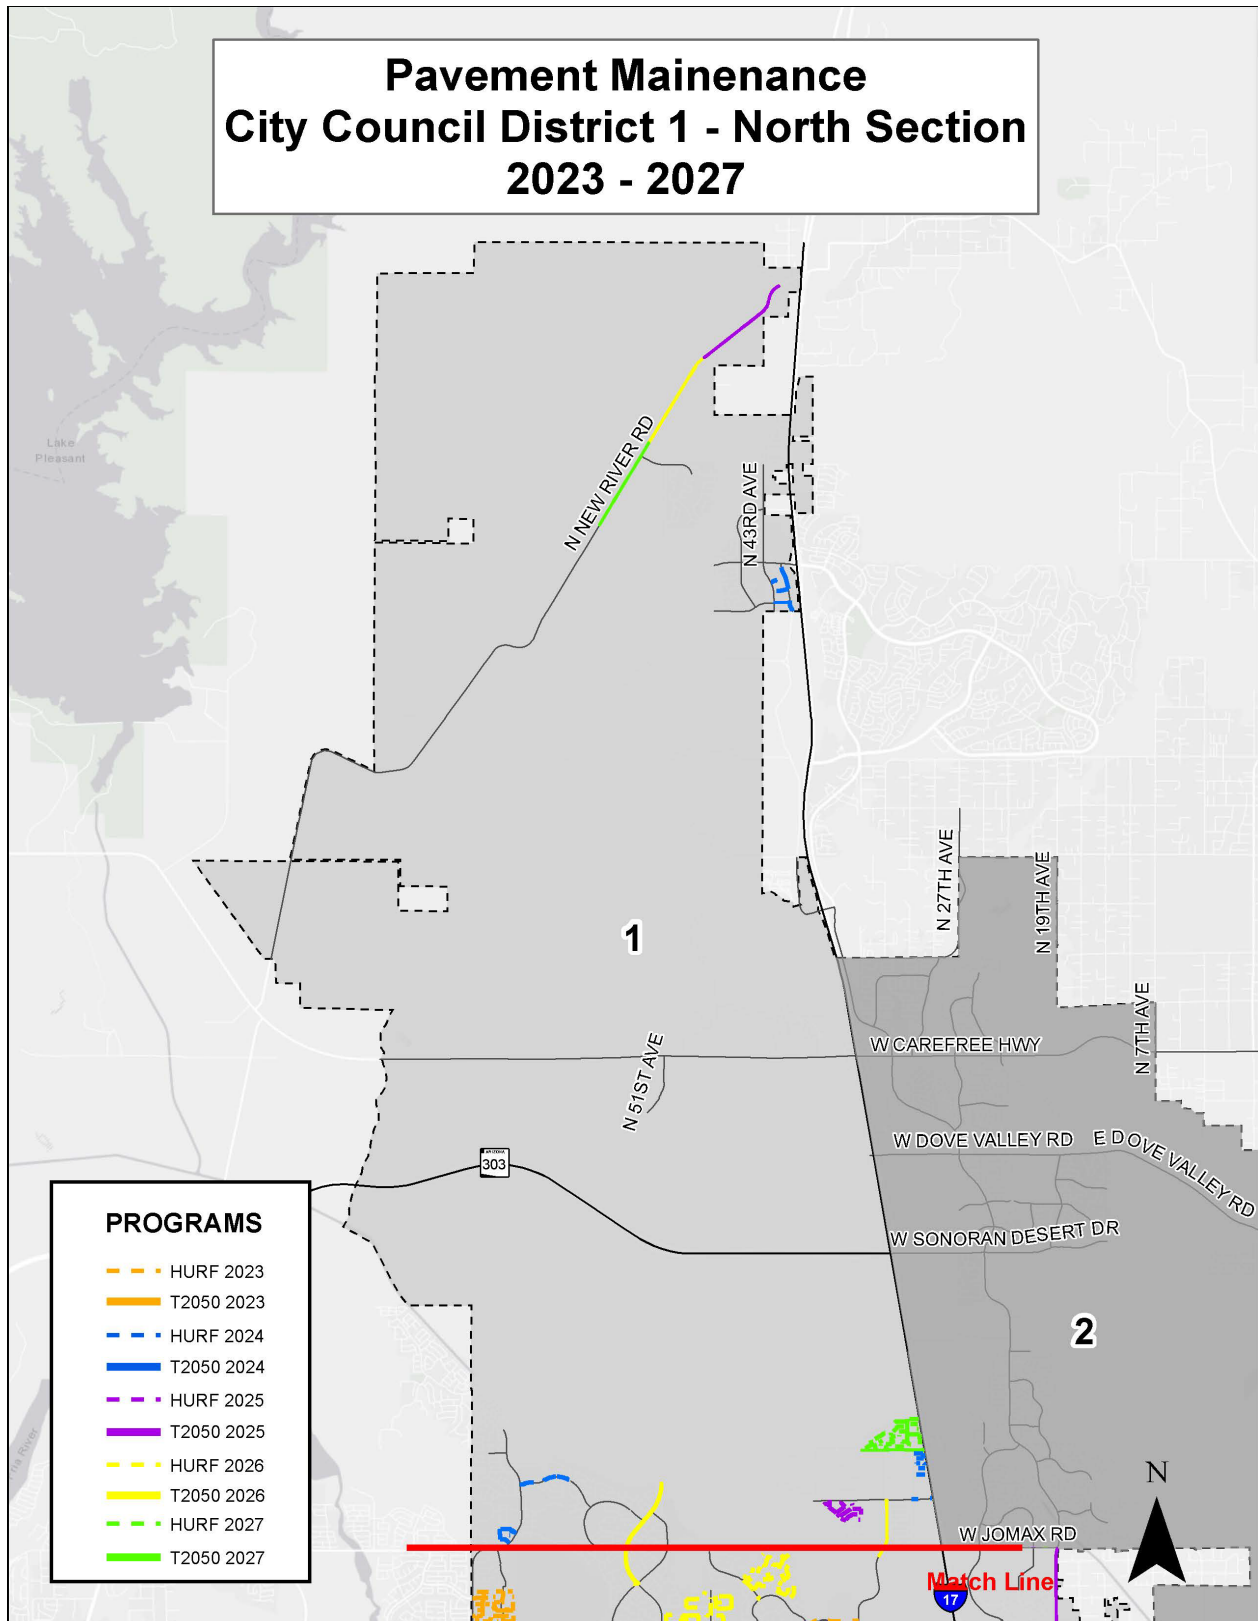 Pavement Mainenance
City Council District 1 - North Section
2023 - 2027
Lake
Pleasant
N NEW RIVER RD
N 43RD AVE
N 27TH AVE
N 19TH AVE
1
N 7TH AVE
W CAREFREE HWY
N 51ST AVE
W DOVE VALLEY RD
E DOVE VALLEY RD
ARIZONA
303
W SONORAN DESERT DR
2
PROGRAMS
HURF 2023
T2050 2023
HURF 2024
T2050 2024
HURF 2025
T2050 2025
HURF 2026
T2050 2026
HURF 2027
T2050 2027
River
N
W JOMAX RD
Match Line
17